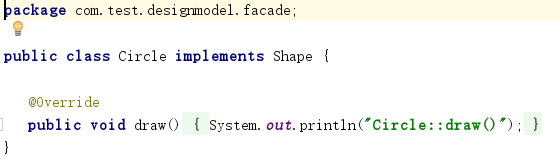 package com.test.designmodel.facade;
public class Circle implements Shape {
@Override
public void draw() { System.out.println("Circle::draw()"); }
}